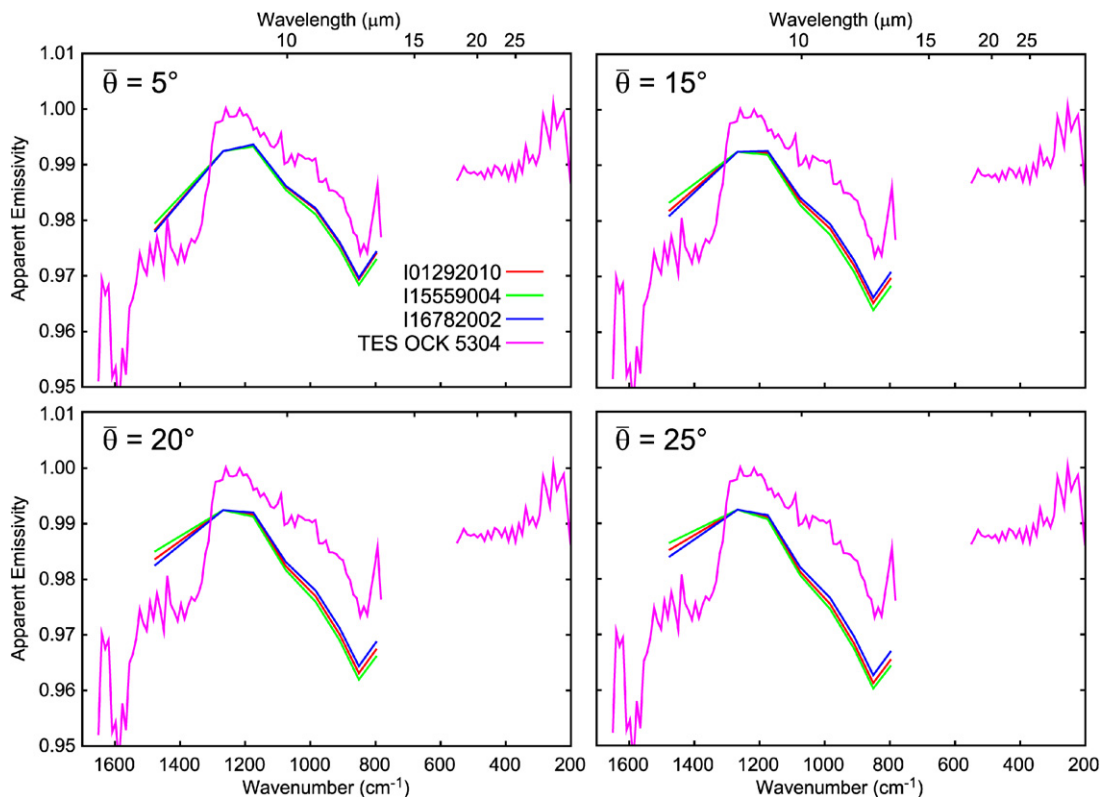 Wavelength (μm)
10 15 20 25
Wavelength (μm)
10 15 20 25
1.01
1.00
0.99
0.98
0.97
0.96
0.95
Apparent Emissivity
θ̅ = 5°
I01292010
I15559004
I16782002
TES OCK 5304
θ̅ = 15°
1.01
1.00
0.99
0.98
0.97
0.96
0.95
Apparent Emissivity
θ̅ = 20°
θ̅ = 25°
1600 1400 1200 1000 800 600 400 200
Wavenumber (cm⁻¹)
1600 1400 1200 1000 800 600 400 200
Wavenumber (cm⁻¹)